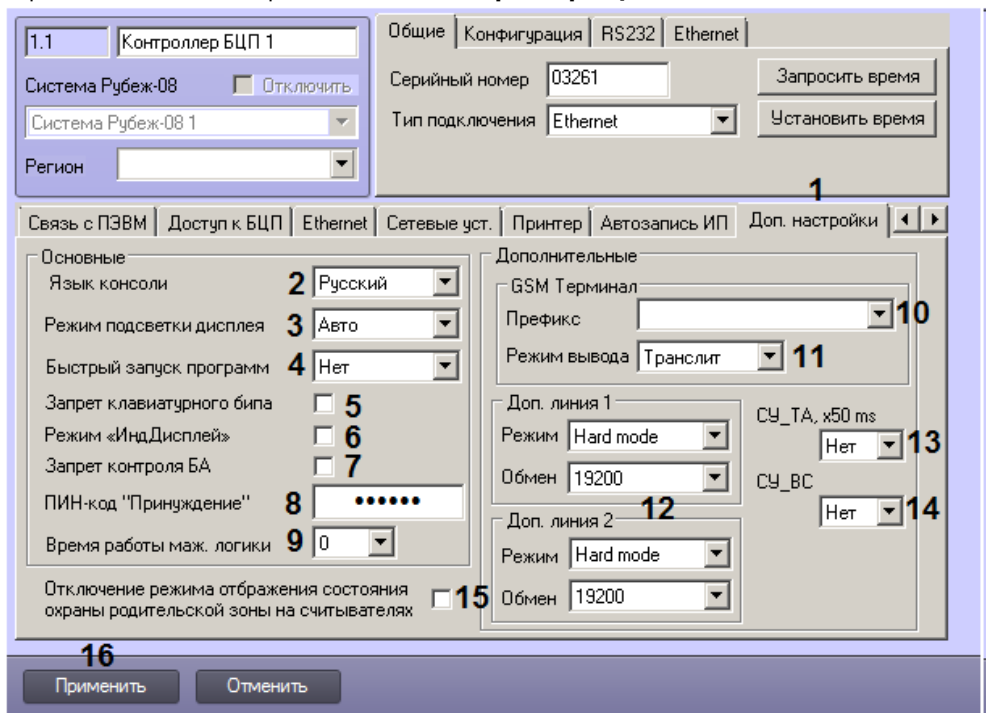 1.1 Контроллер БЦП 1
Система Рубеж-08 Отключить
Система Рубеж-08 1
Регион
Общие Конфигурация RS232 Ethernet
Серийный номер 03261 Запросить время
Тип подключения Ethernet Установить время
1
Связь с ПЭВМ Доступ к БЦП Ethernet Сетевые уст. Принтер Автозапись ИП Доп. настройки
Основные
Язык консоли 2 Русский
Режим подсветки дисплея 3 Авто
Быстрый запуск программ 4 Нет
Запрет клавиатурного бипа 5
Режим «ИндДисплей» 6
Запрет контроля БА 7
ПИН-код "Принуждение" 8 ••••••
Время работы маж. логики 9 0
Отключение режима отбражения состояния
охраны родительской зоны на считывателях 15
Дополнительные
GSM Терминал
Префикс 10
Режим вывода Транслит 11
Доп. линия 1
Режим Hard mode
Обмен 19200
12
Доп. линия 2
Режим Hard mode
Обмен 19200
СУ_ТА, x50 ms
Нет 13
СУ_ВС
Нет 14
16
Применить Отменить